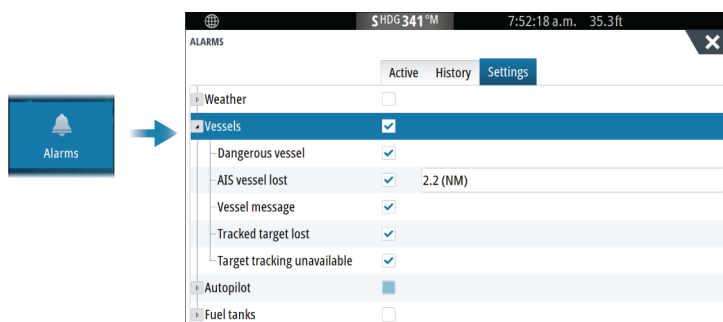 S HDG 341 °M 7:52:18 a.m. 35.3ft
ALARMS
Active History Settings
Weather
Vessels
Dangerous vessel
Alarms
AIS vessel lost 2.2 (NM)
Vessel message
Tracked target lost
Target tracking unavailable
Autopilot
Fuel tanks